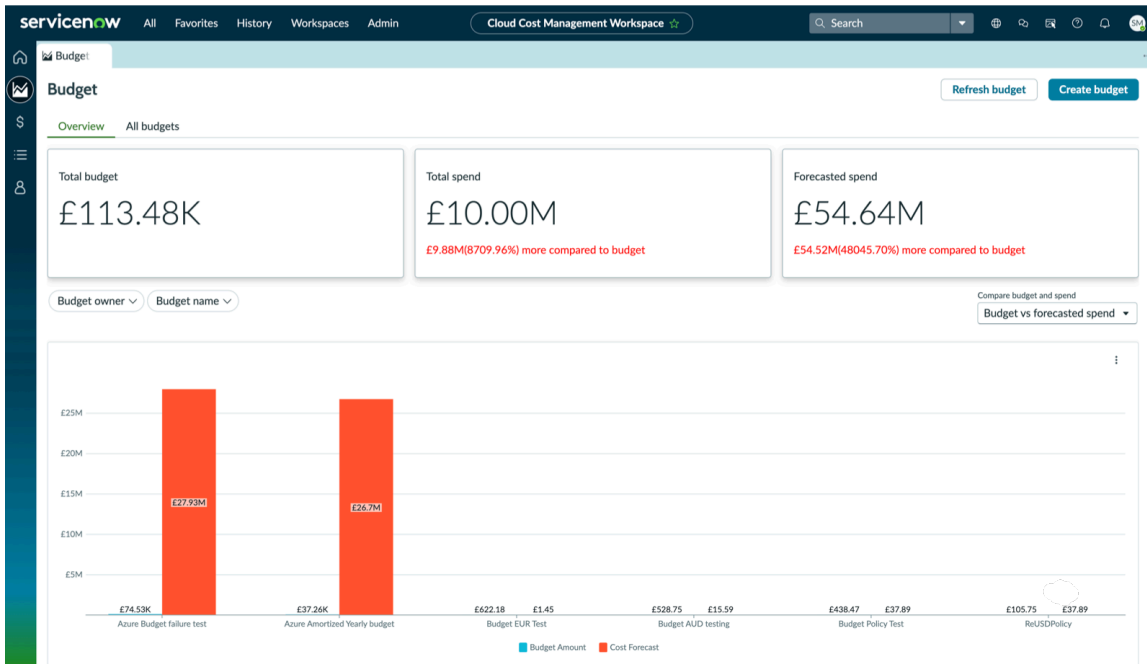 servicenow All Favorites History Workspaces Admin Cloud Cost Management Workspace Search SM
Budget
Budget Refresh budget Create budget
Overview All budgets
Total budget Total spend Forecasted spend
£113.48K £10.00M £54.64M
£9.88M(8709.96%) more compared to budget £54.52M(48045.70%) more compared to budget
Compare budget and spend
Budget owner Budget name Budget vs forecasted spend
£25M
£20M
£15M
£27.93M £26.7M
£10M
£5M
£74.53K £37.26K £622.18 £1.45 £528.75 £15.59 £438.47 £37.89 £105.75 £37.89
Azure Budget failure test Azure Amortized Yearly budget Budget EUR Test Budget AUD testing Budget Policy Test ReUSDPolicy
Budget Amount Cost Forecast